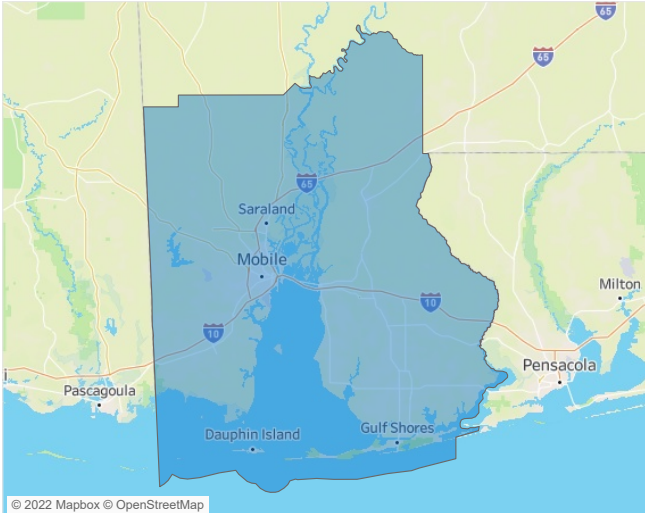 65
65
65
Saraland
Mobile
10
Milton
10
i
Pensacola
Pascagoula
Gulf Shores
Dauphin Island
© 2022 Mapbox © OpenStreetMap